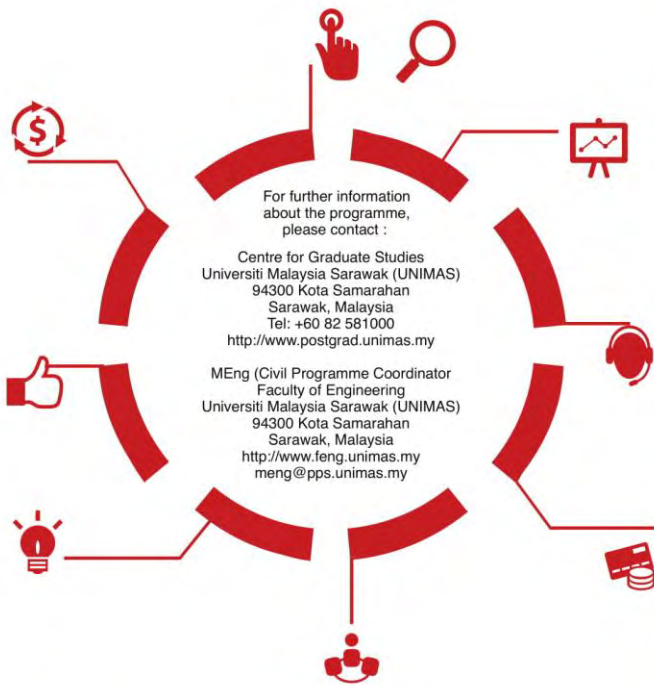 For further information
about the programme,
please contact :
Centre for Graduate Studies
Universiti Malaysia Sarawak (UNIMAS)
94300 Kota Samarahan
Sarawak, Malaysia
Tel: +60 82 581000
http://www.postgrad.unimas.my
MEng (Civil Programme Coordinator
Faculty of Engineering
Universiti Malaysia Sarawak (UNIMAS)
94300 Kota Samarahan
Sarawak, Malaysia
http://www.feng.unimas.my
meng@pps.unimas.my